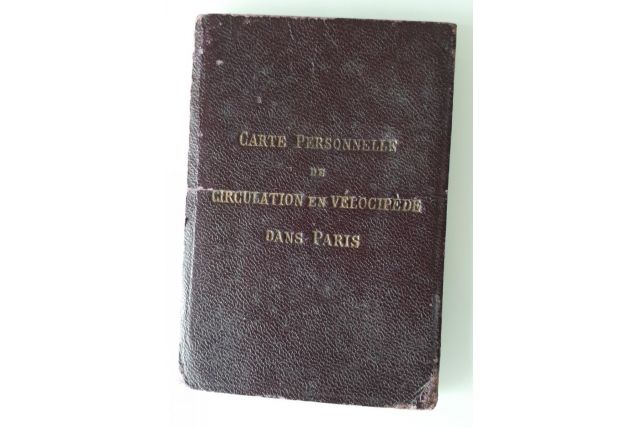 Carte Personnelle
de
Circulation en Vélocipède
dans Paris